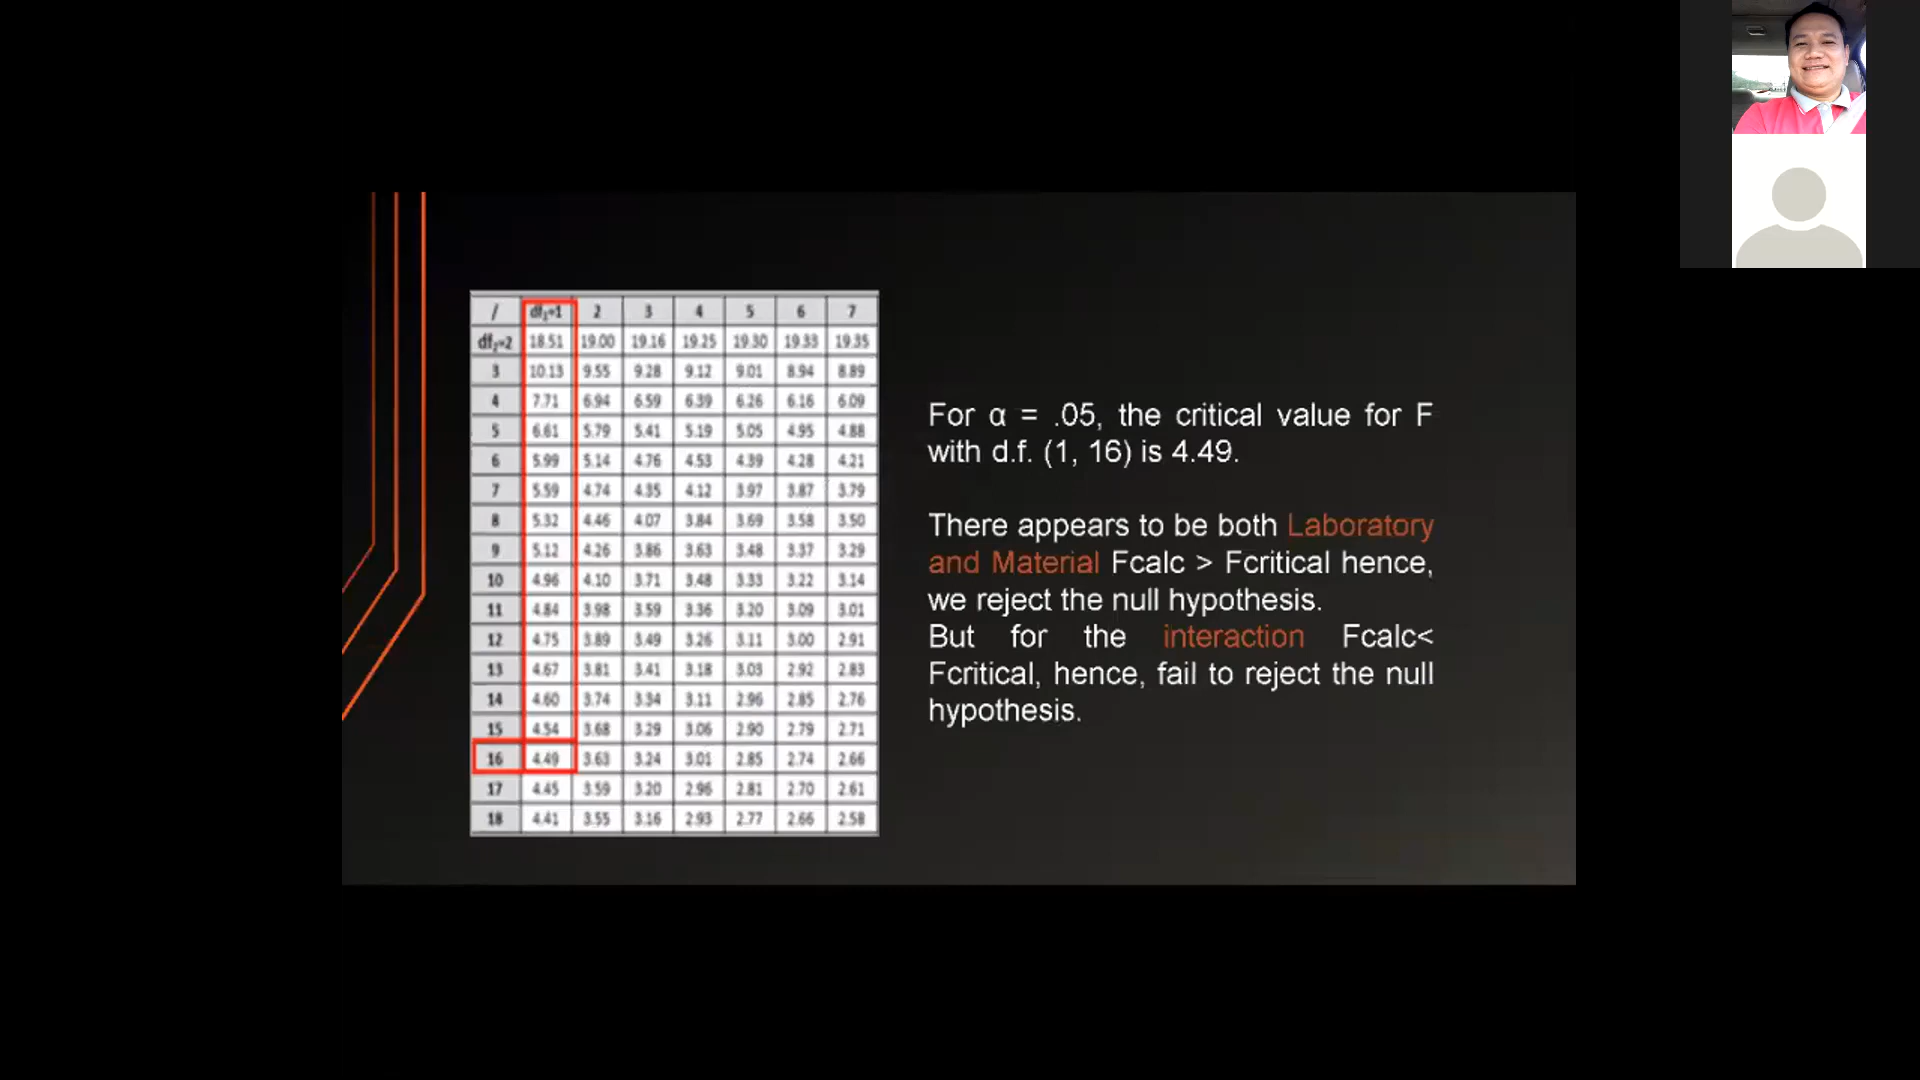 / df₁=1 2 3 4 5 6 7
df₂=2 18.51 19.00 19.16 19.25 19.30 19.33 19.35
3 10.13 9.55 9.28 9.12 9.01 8.94 8.89
4 7.71 6.94 6.59 6.39 6.26 6.16 6.09
5 6.61 5.79 5.41 5.19 5.05 4.95 4.88
6 5.99 5.14 4.76 4.53 4.39 4.28 4.21
7 5.59 4.74 4.35 4.12 3.97 3.87 3.79
8 5.32 4.46 4.07 3.84 3.69 3.58 3.50
9 5.12 4.26 3.86 3.63 3.48 3.37 3.29
10 4.96 4.10 3.71 3.48 3.33 3.22 3.14
11 4.84 3.98 3.59 3.36 3.20 3.09 3.01
12 4.75 3.89 3.49 3.26 3.11 3.00 2.91
13 4.67 3.81 3.41 3.18 3.03 2.92 2.83
14 4.60 3.74 3.34 3.11 2.96 2.85 2.76
15 4.54 3.68 3.29 3.06 2.90 2.79 2.71
16 4.49 3.63 3.24 3.01 2.85 2.74 2.66
17 4.45 3.59 3.20 2.96 2.81 2.70 2.61
18 4.41 3.55 3.16 2.93 2.77 2.66 2.58
For α = .05, the critical value for F
with d.f. (1, 16) is 4.49.
There appears to be both Laboratory
and Material Fcalc > Fcritical hence,
we reject the null hypothesis.
But for the interaction Fcalc<
Fcritical, hence, fail to reject the null
hypothesis.